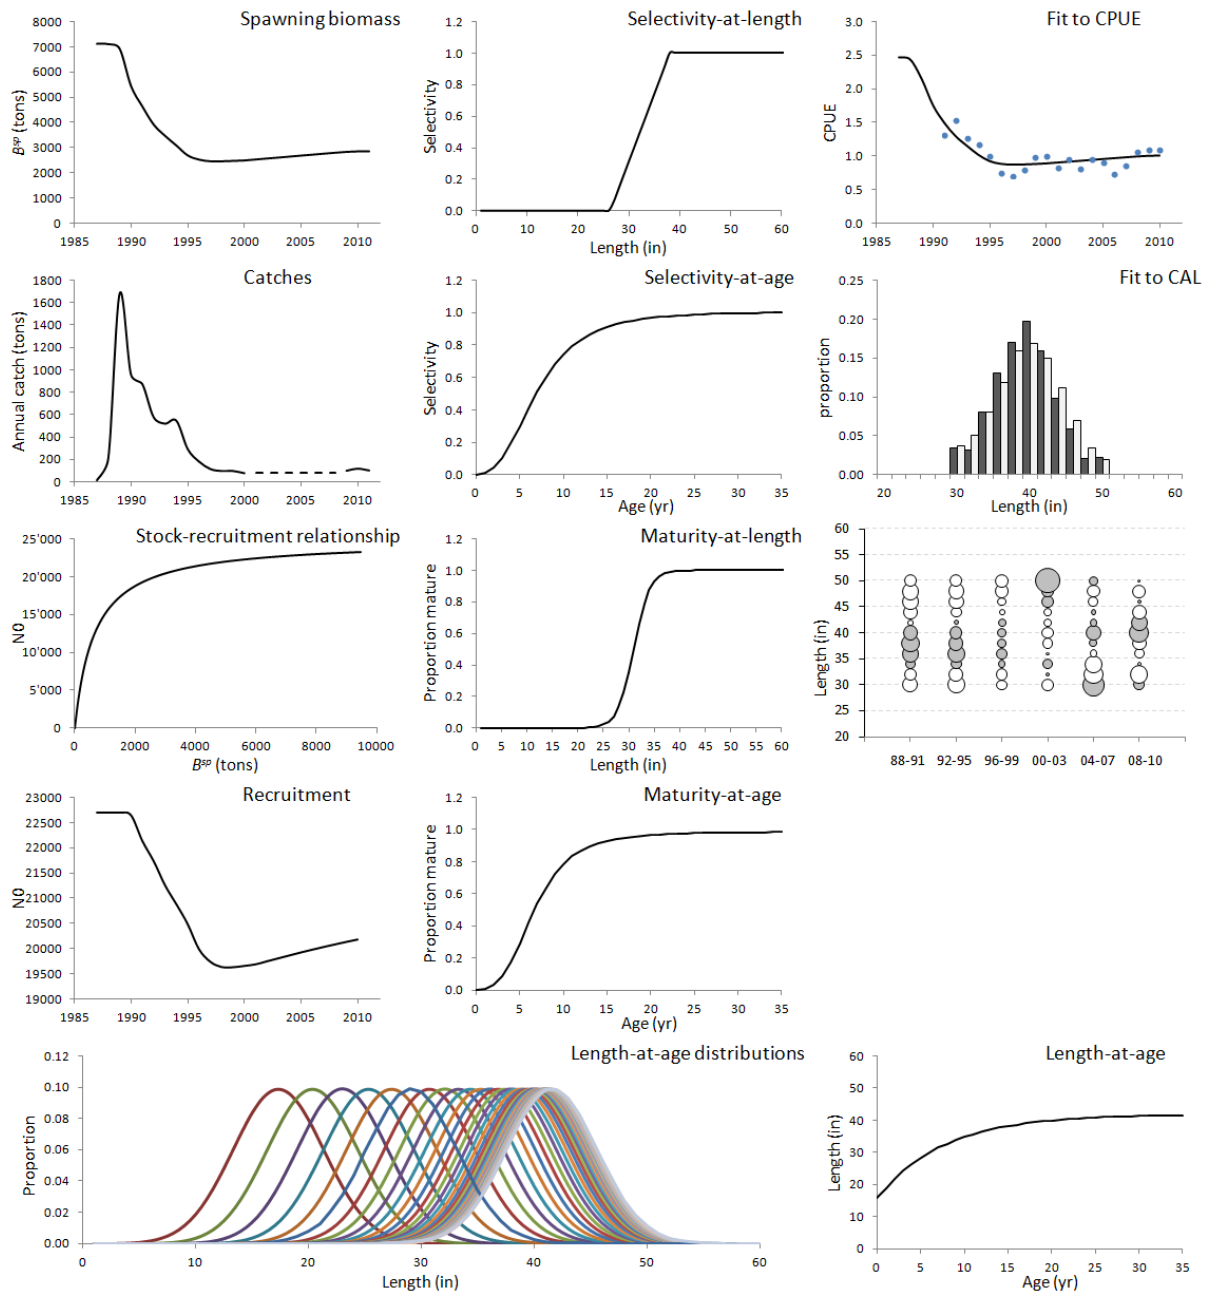 Spawning biomass
8000
7000
6000
5000
4000
3000
2000
1000
0
B^sp (tons)
1985 1990 1995 2000 2005 2010
Selectivity-at-length
1.2
1.0
0.8
0.6
0.4
0.2
0.0
Selectivity
0 10 20 30 40 50 60
Length (in)
Fit to CPUE
3.0
2.5
2.0
1.5
1.0
0.5
0.0
CPUE
1985 1990 1995 2000 2005 2010
Catches
1800
1600
1400
1200
1000
800
600
400
200
0
Annual catch (tons)
1985 1990 1995 2000 2005 2010
Selectivity-at-age
1.2
1.0
0.8
0.6
0.4
0.2
0.0
Selectivity
0 5 10 15 20 25 30 35
Age (yr)
Fit to CAL
0.25
0.20
0.15
0.10
0.05
0.00
proportion
20 30 40 50 60
Length (in)
Stock-recruitment relationship
25'000
20'000
15'000
10'000
5'000
0
N0
0 2000 4000 6000 8000 10000
B^sp (tons)
Maturity-at-length
1.2
1.0
0.8
0.6
0.4
0.2
0.0
Proportion mature
0 5 10 15 20 25 30 35 40 45 50 55 60
Length (in)
60
55
50
45
40
35
30
25
20
Length (in)
88-91 92-95 96-99 00-03 04-07 08-10
Recruitment
23000
22500
22000
21500
21000
20500
20000
19500
19000
N0
1985 1990 1995 2000 2005 2010
Maturity-at-age
1.2
1.0
0.8
0.6
0.4
0.2
0.0
Proportion mature
0 5 10 15 20 25 30 35
Age (yr)
Length-at-age distributions
0.12
0.10
0.08
0.06
0.04
0.02
0.00
Proportion
0 10 20 30 40 50 60
Length (in)
Length-at-age
60
50
40
30
20
10
0
Length (in)
0 5 10 15 20 25 30 35
Age (yr)